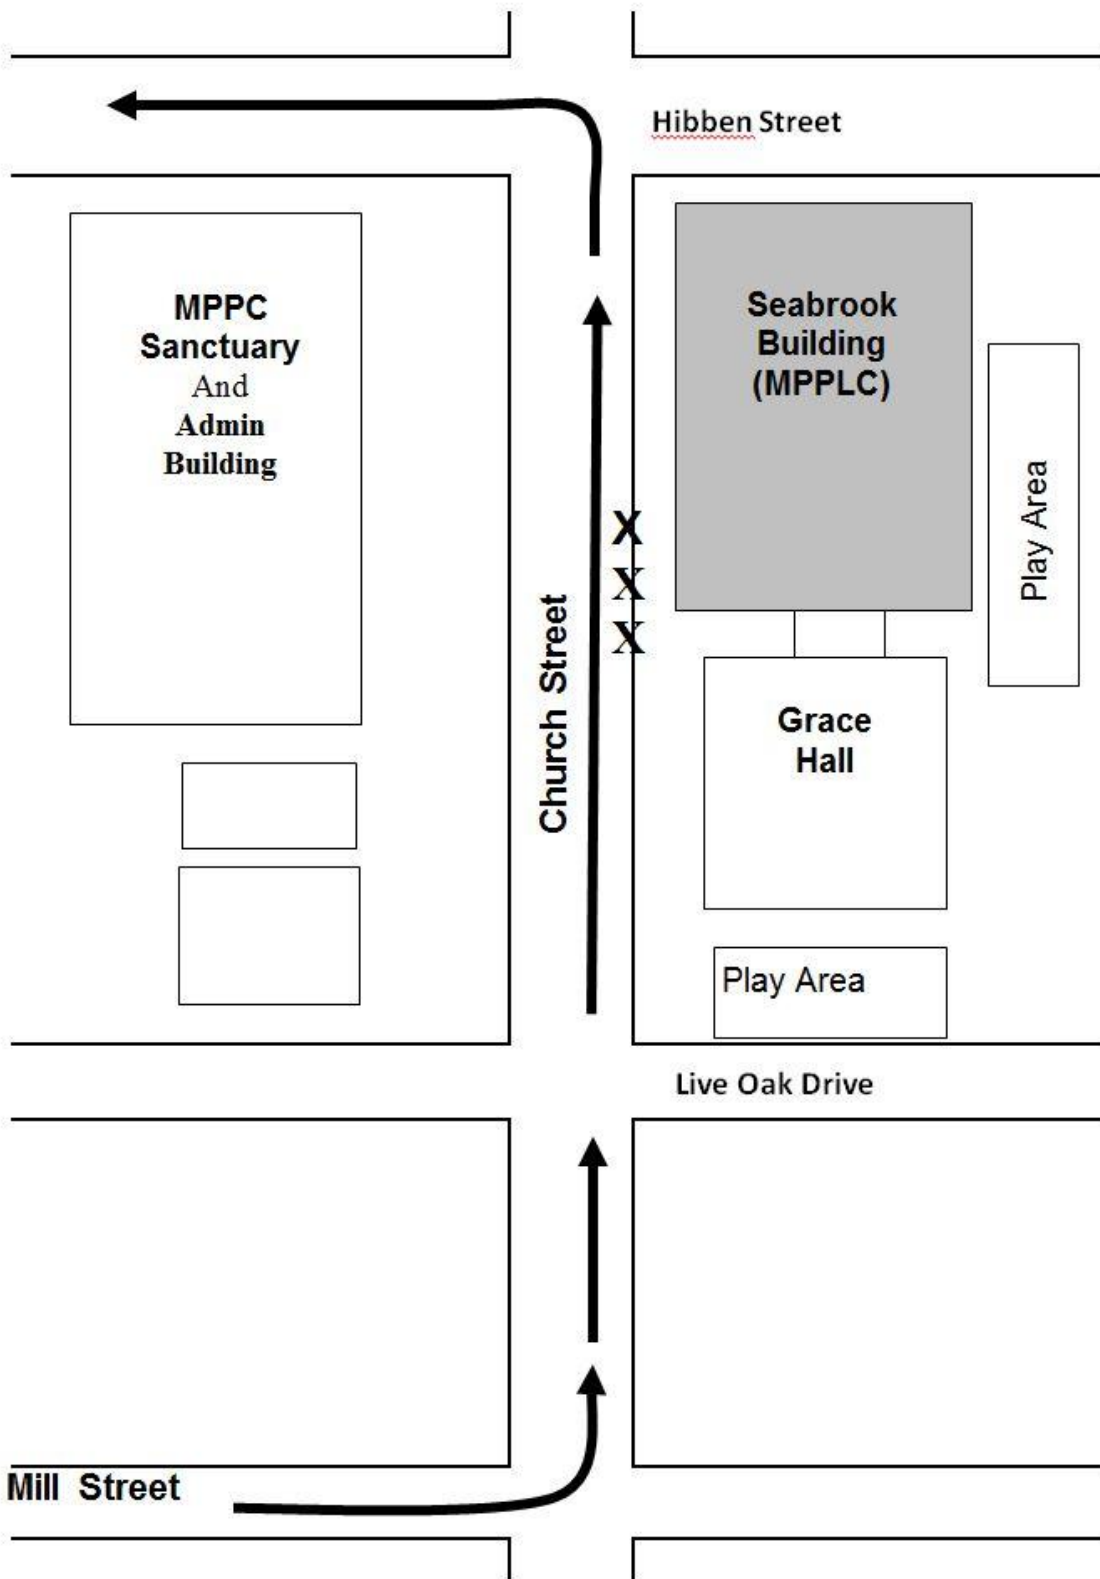 Hibben Street
MPPC
Sanctuary
And
Admin
Building
Seabrook
Building
(MPPLC)
Play Area
X
X
X
Church Street
Grace
Hall
Play Area
Live Oak Drive
Mill Street